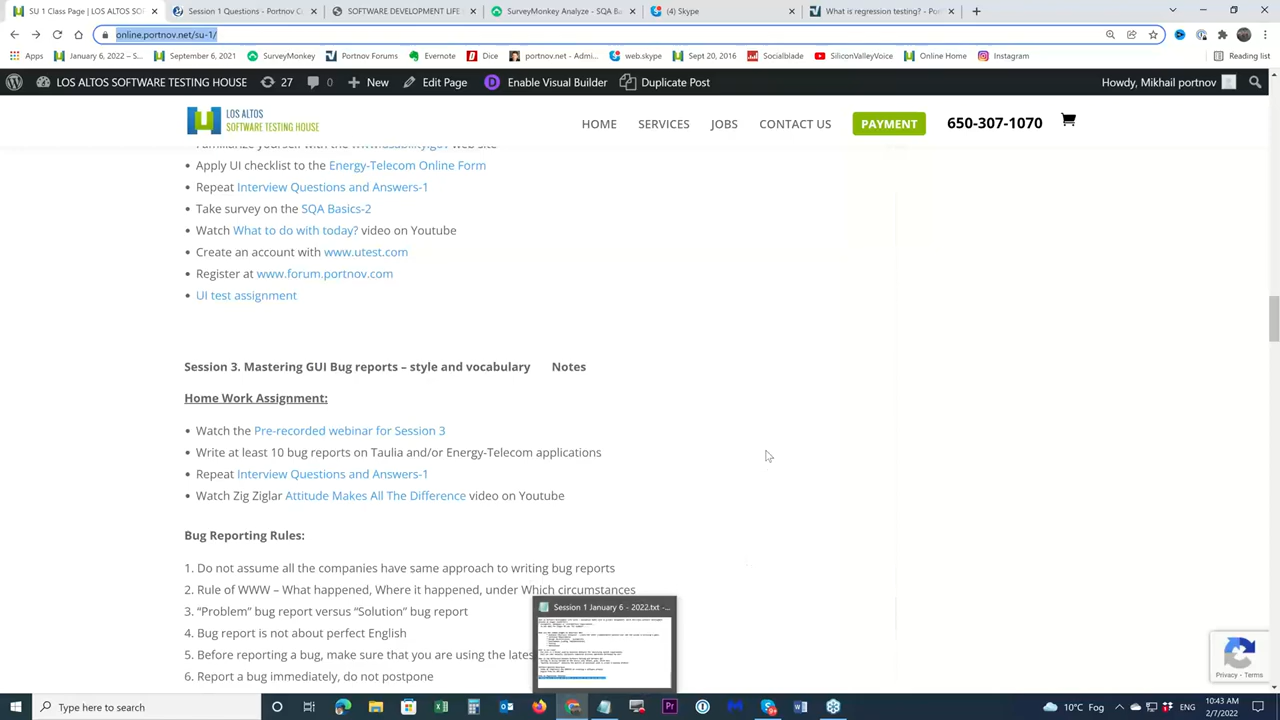 SU 1 Class Page | LOS ALTOS SOF
Session 1 Questions - Portnov C
SOFTWARE DEVELOPMENT LIFE
SurveyMonkey Analyze - SQA B
(4) Skype
What is regression testing? - Por
online.portnov.net/su-1/
Apps
January 6, 2022 – S...
September 6, 2021
SurveyMonkey
Portnov Forums
Evernote
Dice
portnov.net - Admi...
web.skype
Sept 20, 2016
Socialblade
SiliconValleyVoice
Online Home
Instagram
Reading list
LOS ALTOS SOFTWARE TESTING HOUSE
27
0
New
Edit Page
Enable Visual Builder
Duplicate Post
Howdy, Mikhail portnov
LOS ALTOS
SOFTWARE TESTING HOUSE
HOME
SERVICES
JOBS
CONTACT US
PAYMENT
650-307-1070
Familiarize yourself with the www.usability.gov web site
• Apply UI checklist to the Energy-Telecom Online Form
• Repeat Interview Questions and Answers-1
• Take survey on the SQA Basics-2
• Watch What to do with today? video on Youtube
• Create an account with www.utest.com
• Register at www.forum.portnov.com
• UI test assignment
Session 3. Mastering GUI Bug reports – style and vocabulary Notes
Home Work Assignment:
• Watch the Pre-recorded webinar for Session 3
• Write at least 10 bug reports on Taulia and/or Energy-Telecom applications
• Repeat Interview Questions and Answers-1
• Watch Zig Ziglar Attitude Makes All The Difference video on Youtube
Bug Reporting Rules:
1. Do not assume all the companies have same approach to writing bug reports
2. Rule of WWW – What happened, Where it happened, under Which circumstances
3. “Problem” bug report versus “Solution” bug report
4. Bug report is perfect English
5. Before reporting bug, make sure that you are using the
6. Report a bug immediately, do not postpone
Session 1 January 6 - 2022.txt -...
Privacy - Terms
Type here to search
10°C Fog
ENG
10:43 AM
2/7/2022